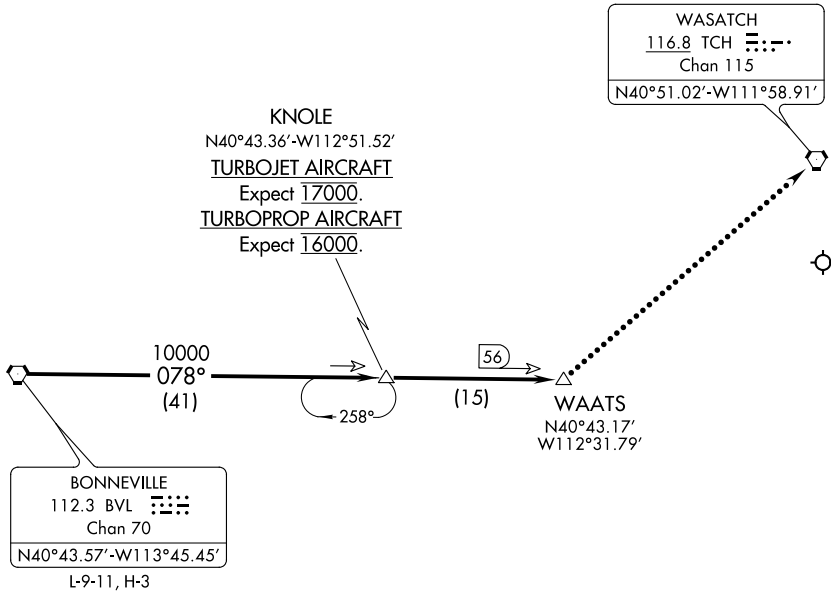 WASATCH
116.8 TCH
Chan 115
N40°51.02'-W111°58.91'
KNOLE
N40°43.36'-W112°51.52'
TURBOJET AIRCRAFT
Expect 17000.
TURBOPROP AIRCRAFT
Expect 16000.
10000
078°
(41)
258°
56
(15)
WAATS
N40°43.17'
W112°31.79'
BONNEVILLE
112.3 BVL
Chan 70
N40°43.57'-W113°45.45'
L-9-11, H-3